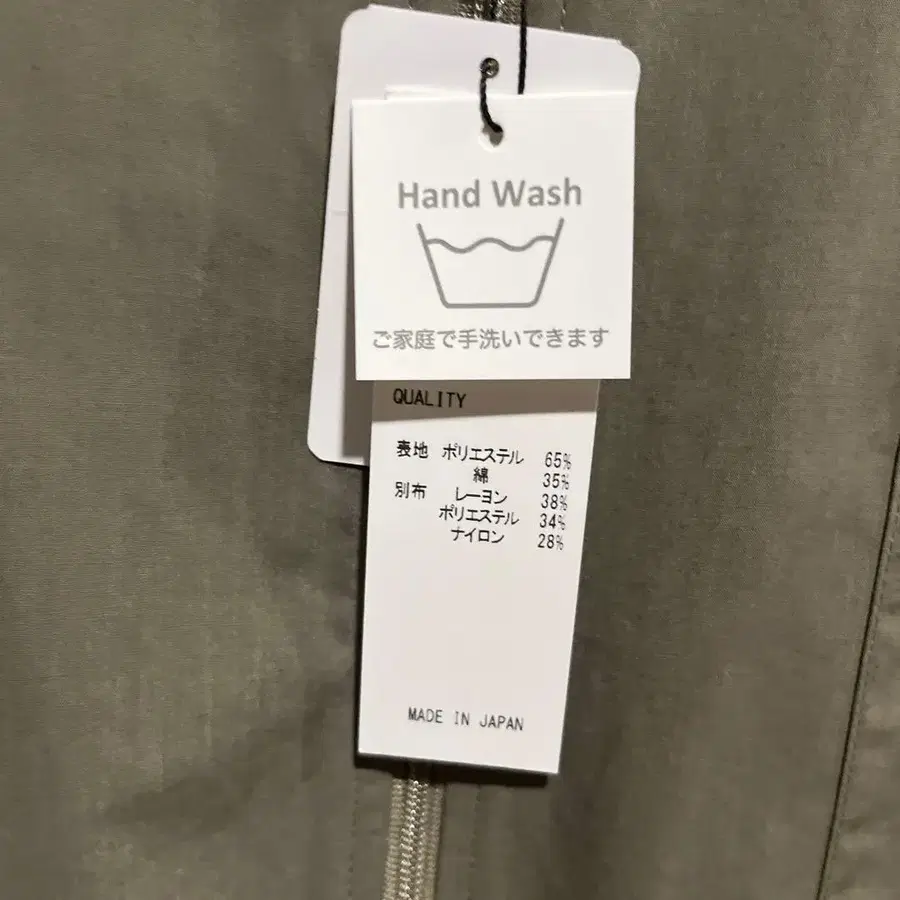 Hand Wash
ご家庭で手洗いできます
QUALITY
表地 ポリエステル 65%
綿 35%
別布 レーヨン 38%
ポリエステル 34%
ナイロン 28%
MADE IN JAPAN